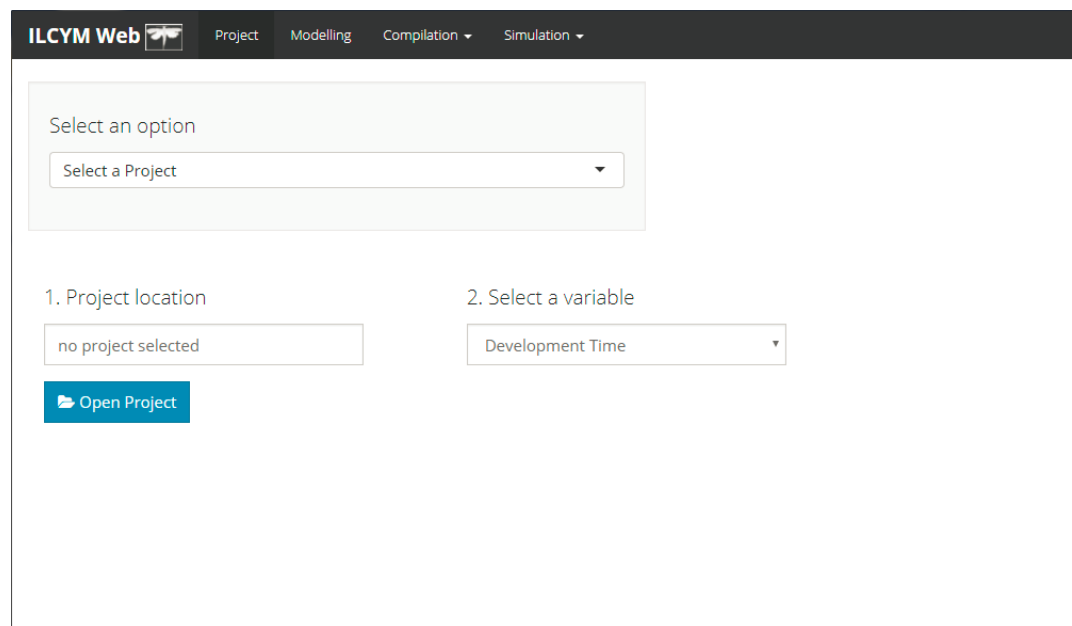 ILCYM Web Project Modelling Compilation Simulation
Select an option
Select a Project
1. Project location 2. Select a variable
no project selected Development Time
Open Project